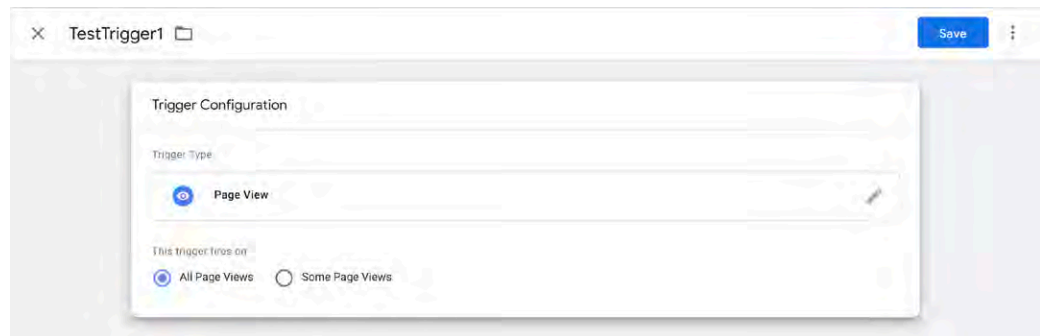 TestTrigger1
Save
Trigger Configuration
Trigger Type
Page View
This trigger fires on
All Page Views Some Page Views